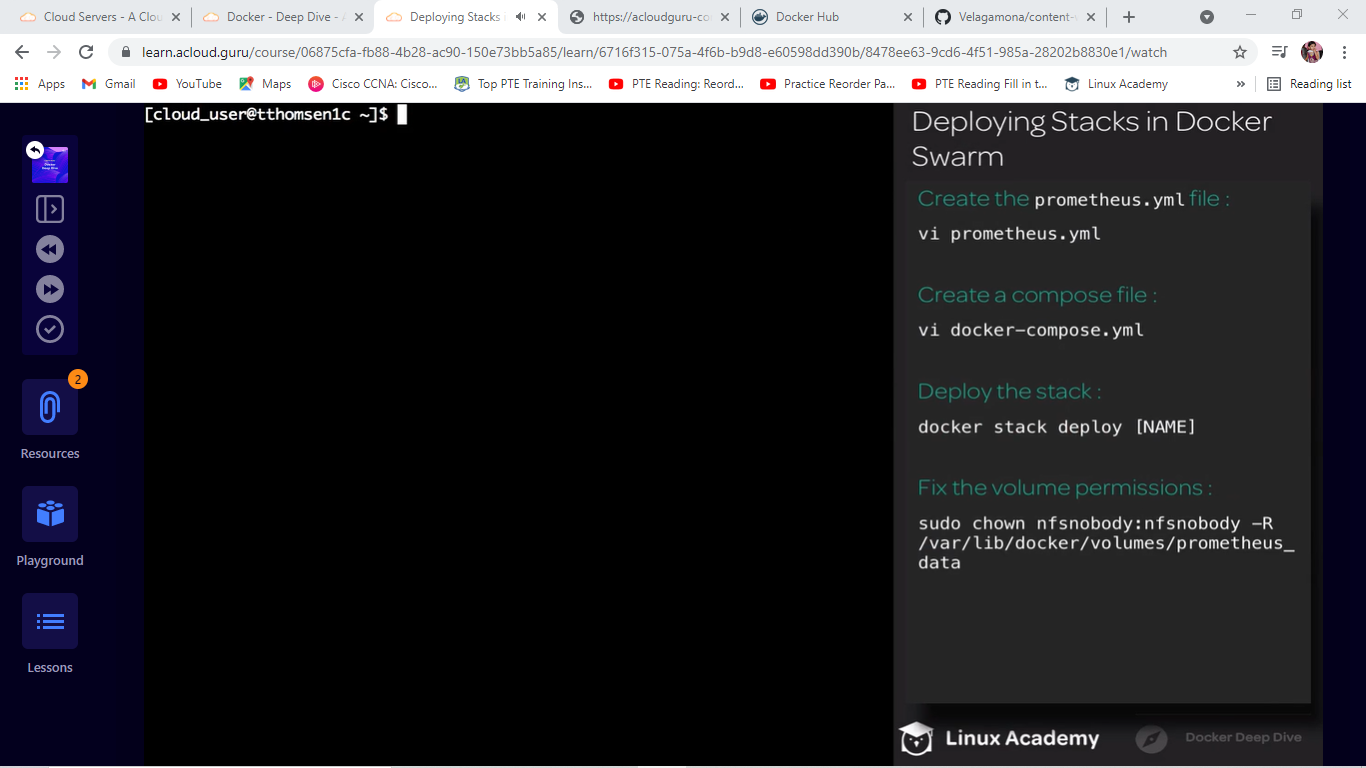 Cloud Servers - A Clou
Docker - Deep Dive - A
Deploying Stacks i
https://acloudguru-co
Docker Hub
Velagamona/content-
learn.acloud.guru/course/06875cfa-fb88-4b28-ac90-150e73bb5a85/learn/6716f315-075a-4f6b-b9d8-e60598dd390b/8478ee63-9cd6-4f51-985a-28202b8830e1/watch
Apps
Gmail
YouTube
Maps
Cisco CCNA: Cisco...
Top PTE Training Ins...
PTE Reading: Reord...
Practice Reorder Pa...
PTE Reading Fill in t...
Linux Academy
»
Reading list
[cloud_user@tthomsen1c ~]$
2
Resources
Playground
Lessons
Deploying Stacks in Docker
Swarm
Create the prometheus.yml file :
vi prometheus.yml
Create a compose file :
vi docker-compose.yml
Deploy the stack :
docker stack deploy [NAME]
Fix the volume permissions :
sudo chown nfsnobody:nfsnobody -R
/var/lib/docker/volumes/prometheus_
data
Linux Academy
Docker Deep Dive